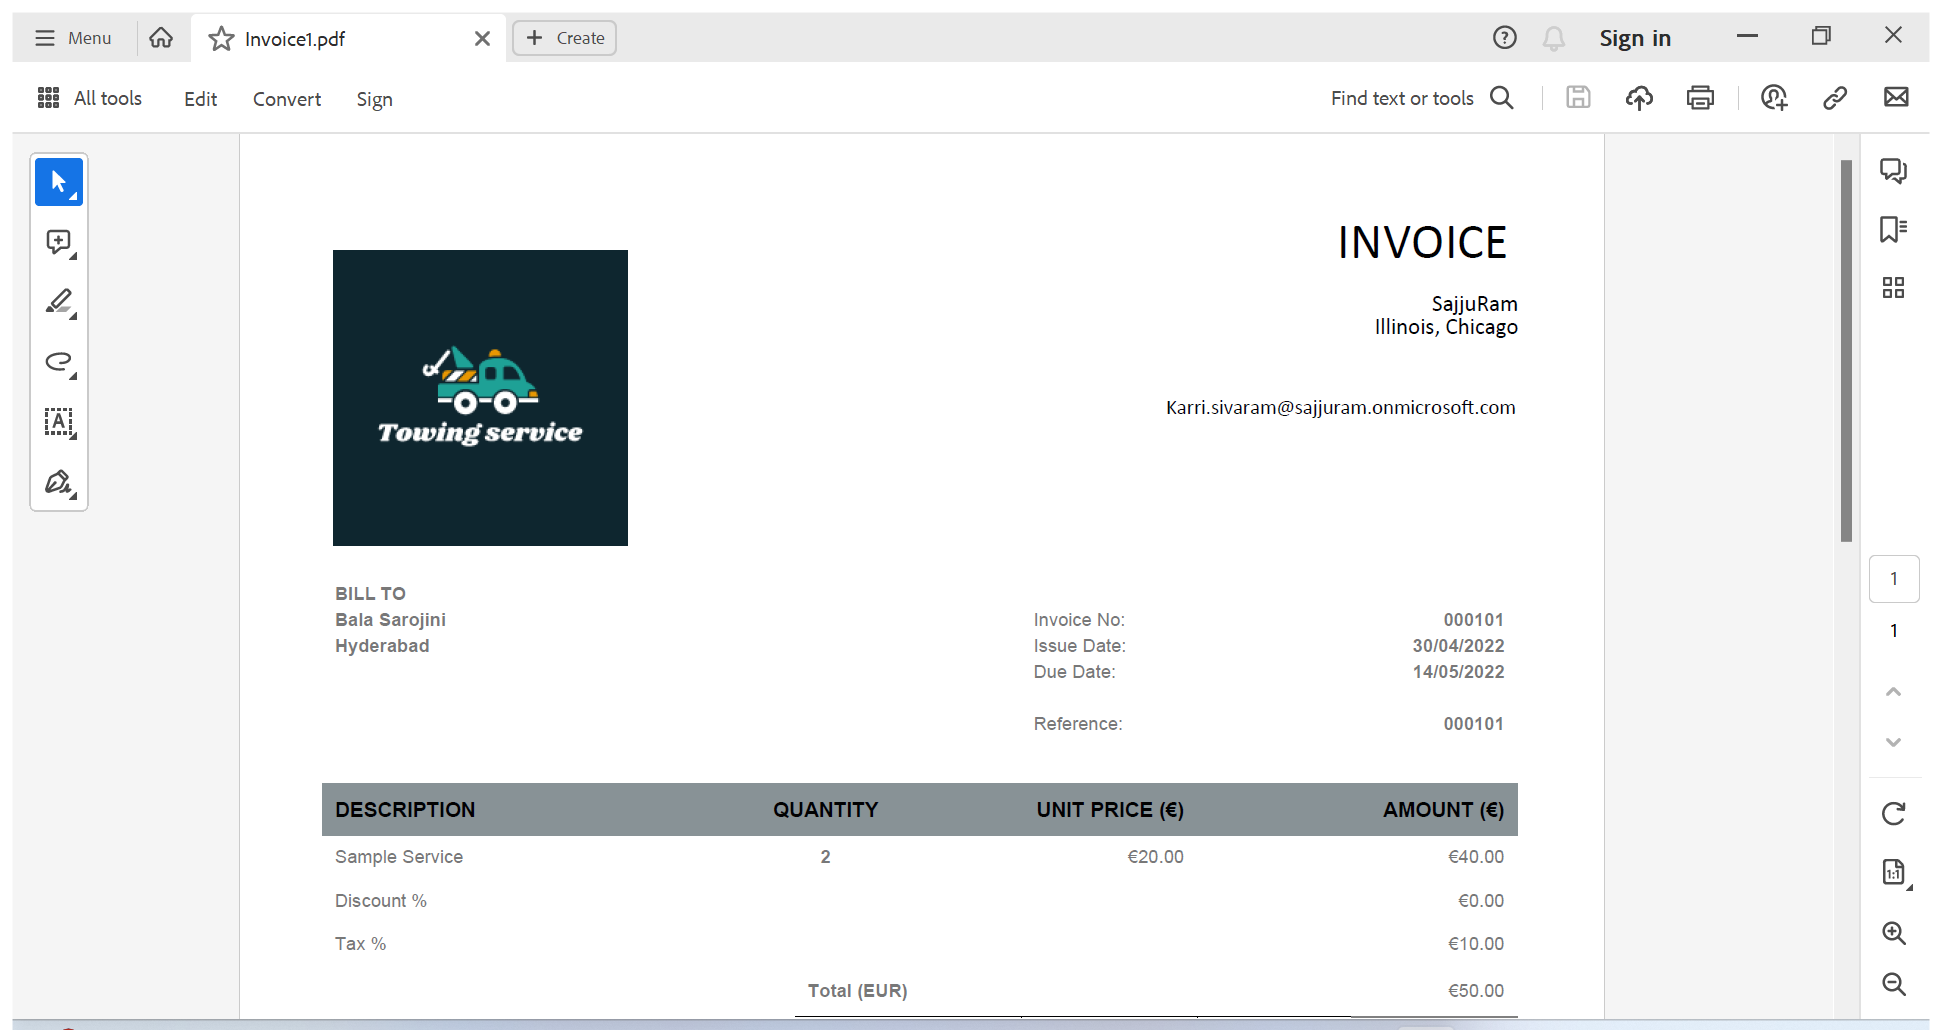 Menu Invoice1.pdf Create Sign in
All tools Edit Convert Sign Find text or tools
INVOICE
SajjuRam
Illinois, Chicago
Karri.sivaram@sajjuram.onmicrosoft.com
Towing service
BILL TO
Bala Sarojini
Hyderabad
Invoice No: 000101
Issue Date: 30/04/2022
Due Date: 14/05/2022
Reference: 000101
DESCRIPTION QUANTITY UNIT PRICE (€) AMOUNT (€)
Sample Service 2 €20.00 €40.00
Discount % €0.00
Tax % €10.00
Total (EUR) €50.00
A
1
1
1:1